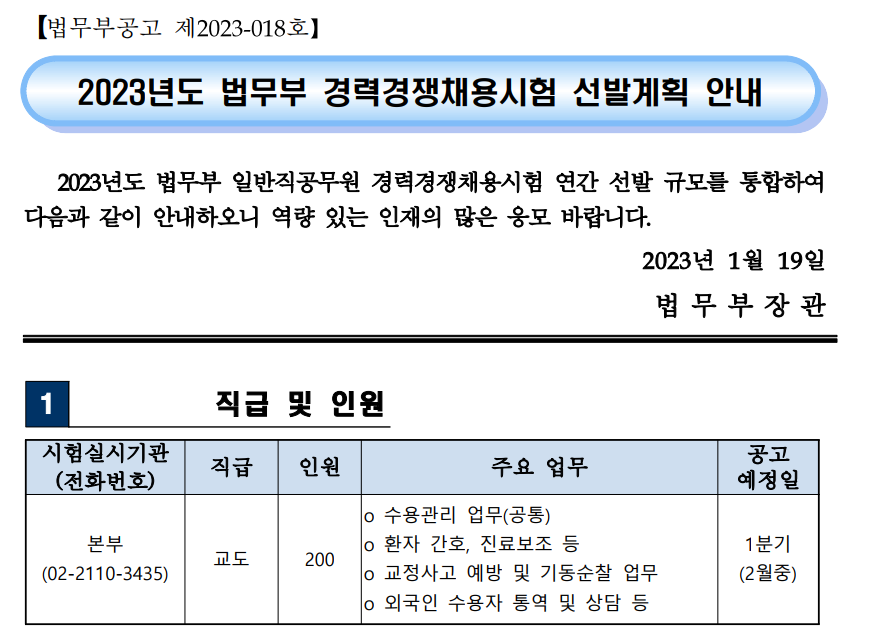 【법무부공고 제2023-018호】
2023년도 법무부 경력경쟁채용시험 선발계획 안내
2023년도 법무부 일반직공무원 경력경쟁채용시험 연간 선발 규모를 통합하여
다음과 같이 안내하오니 역량 있는 인재의 많은 응모 바랍니다.
2023년 1월 19일
법 무 부 장 관
1 직급 및 인원
시험실시기관
(전화번호)
직급
인원
주요 업무
공고
예정일
본부
(02-2110-3435)
교도
200
o 수용관리 업무(공통)
o 환자 간호, 진료보조 등
o 교정사고 예방 및 기동순찰 업무
o 외국인 수용자 통역 및 상담 등
1분기
(2월중)